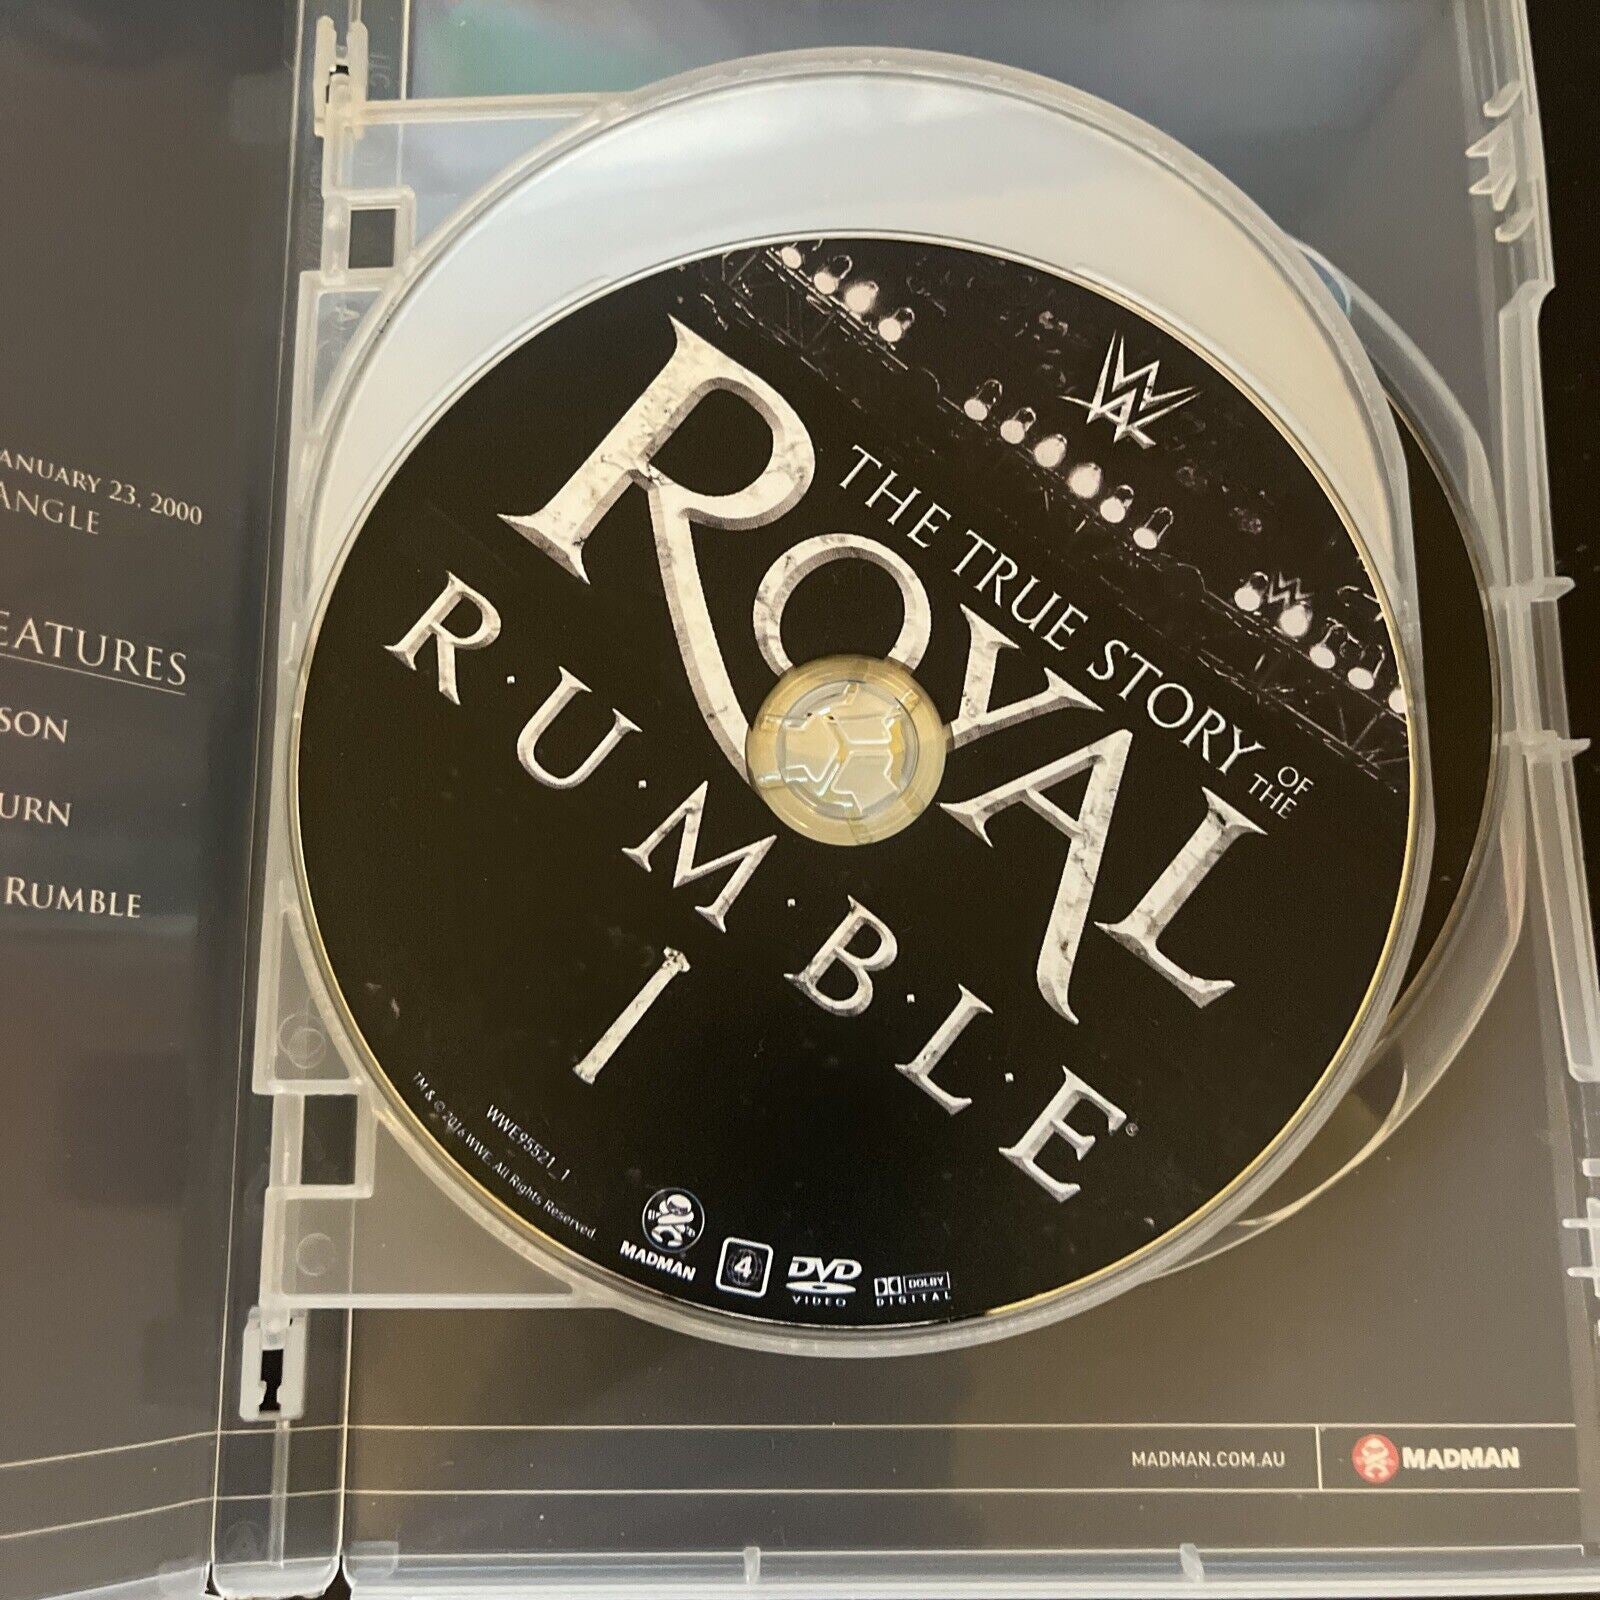 ANUARY 23, 2000
ANGLE
EATURES
SON
URN
RUMBLE
W
THE TRUE STORY OF THE
ROYAL
R·U·M·B·L·E®
I
WWE95521_1
TM & © 2016 WWE. All Rights Reserved.
MADMAN
4
DVD
VIDEO
DOLBY
DIGITAL
MADMAN.COM.AU
MADMAN